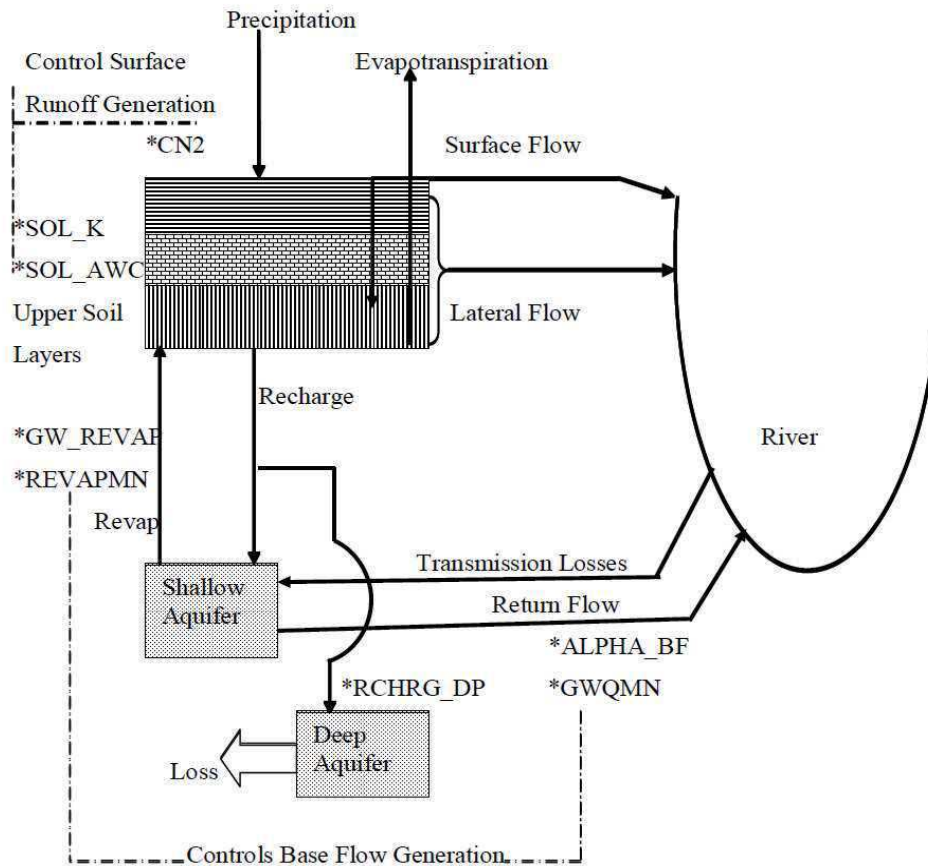 Precipitation
Control Surface
Evapotranspiration
Runoff Generation
*CN2
Surface Flow
*SOL_K
*SOL_AWC
Upper Soil
Lateral Flow
Layers
Recharge
*GW_REVAP
River
*REVAPMN
Revap
Transmission Losses
Shallow
Aquifer
Return Flow
*ALPHA_BF
*RCHRG_DP
*GWQMN
Deep
Aquifer
Loss
Controls Base Flow Generation